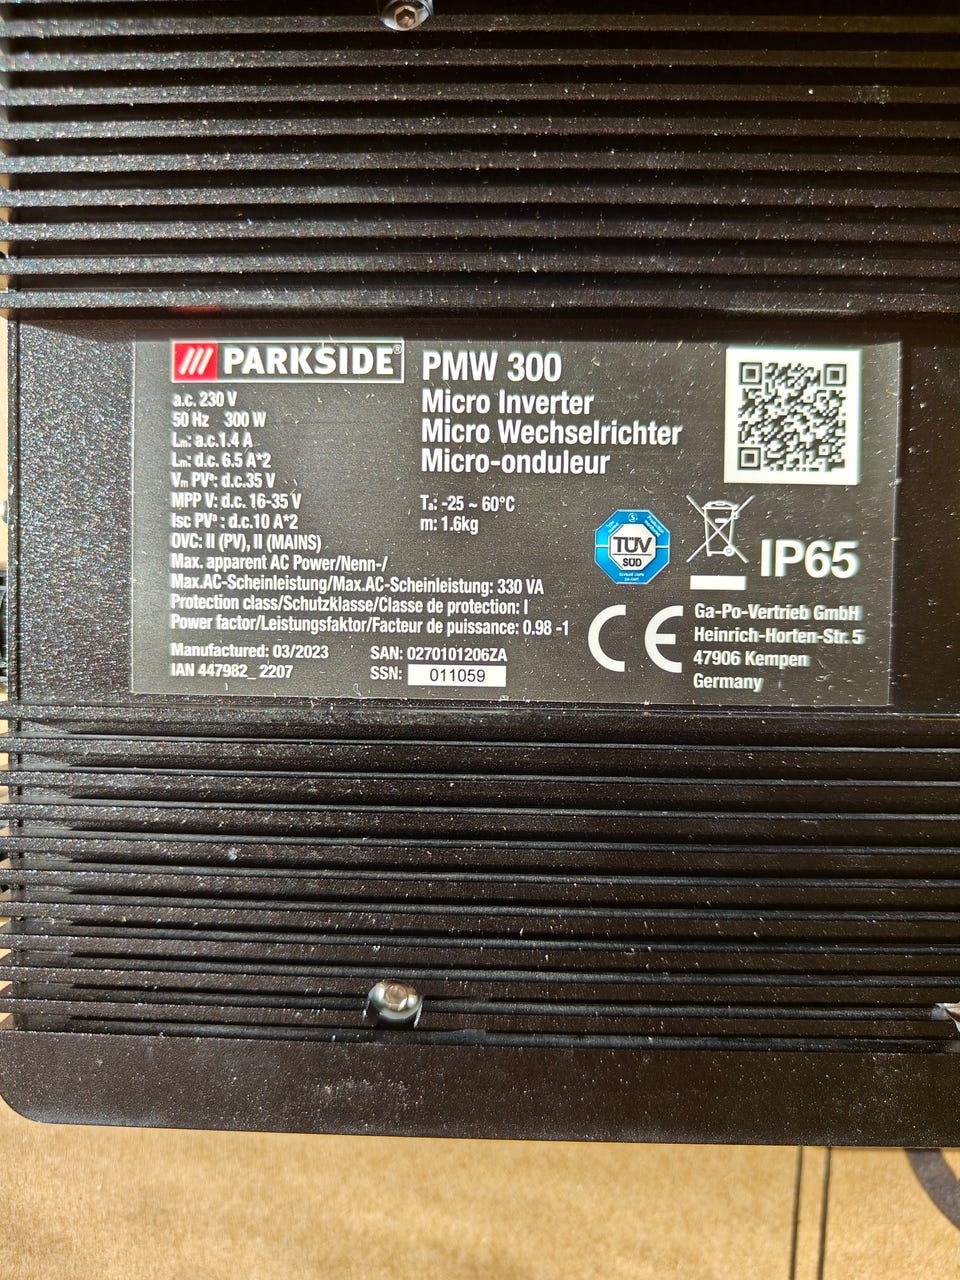 PARKSIDE®
PMW 300
Micro Inverter
Micro Wechselrichter
Micro-onduleur
a.c. 230 V
50 Hz 300 W
a.c.1.4 A
d.c. 6.5 A*2
d.c.35 V
MPP V: d.c. 16-35 V
Isc PV : d.c.10 A*2
OVC: II (PV), II (MAINS)
Max. apparent AC Power/Nenn-/
Max.AC-Scheinleistung/Max.AC-Scheinleistung: 330 VA
Protection class/Schutzklasse/Classe de protection: I
Power factor/Leistungsfaktor/Facteur de puissance: 0.98 -1
Manufactured: 03/2023
IAN 447982_ 2207
SAN: 0270101206ZA
SSN: 011059
Tₐ: -25 ~ 60°C
m: 1.6kg
TÜV
SÜD
IP65
CE
Ga-Po-Vertrieb GmbH
Heinrich-Horten-Str. 5
47906 Kempen
Germany